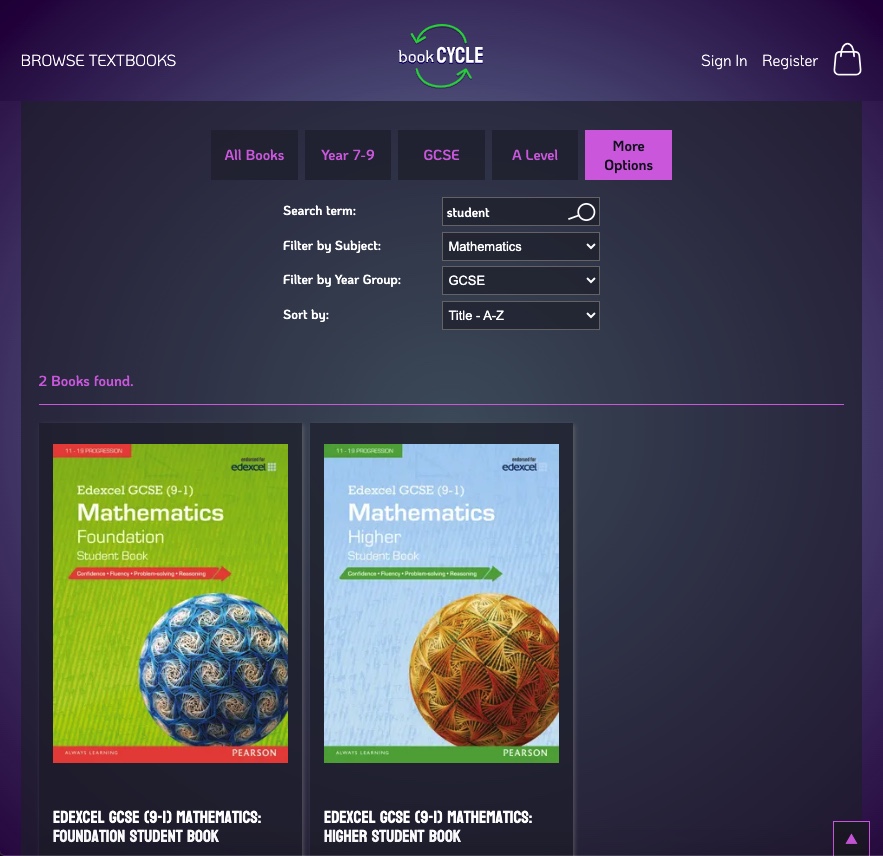 BROWSE TEXTBOOKS
book CYCLE
Sign In Register
All Books
Year 7-9
GCSE
A Level
More
Options
Search term:
student
Filter by Subject:
Mathematics
Filter by Year Group:
GCSE
Sort by:
Title - A-Z
2 Books found.
11 - 19 PROGRESSION
endorsed for
edexcel
Edexcel GCSE (9-1)
Mathematics
Foundation
Student Book
Confidence • Fluency • Problem-solving • Reasoning
ALWAYS LEARNING
PEARSON
EDEXCEL GCSE (9-1) MATHEMATICS:
FOUNDATION STUDENT BOOK
11 - 19 PROGRESSION
endorsed for
edexcel
Edexcel GCSE (9-1)
Mathematics
Higher
Student Book
Confidence • Fluency • Problem-solving • Reasoning
ALWAYS LEARNING
PEARSON
EDEXCEL GCSE (9-1) MATHEMATICS:
HIGHER STUDENT BOOK